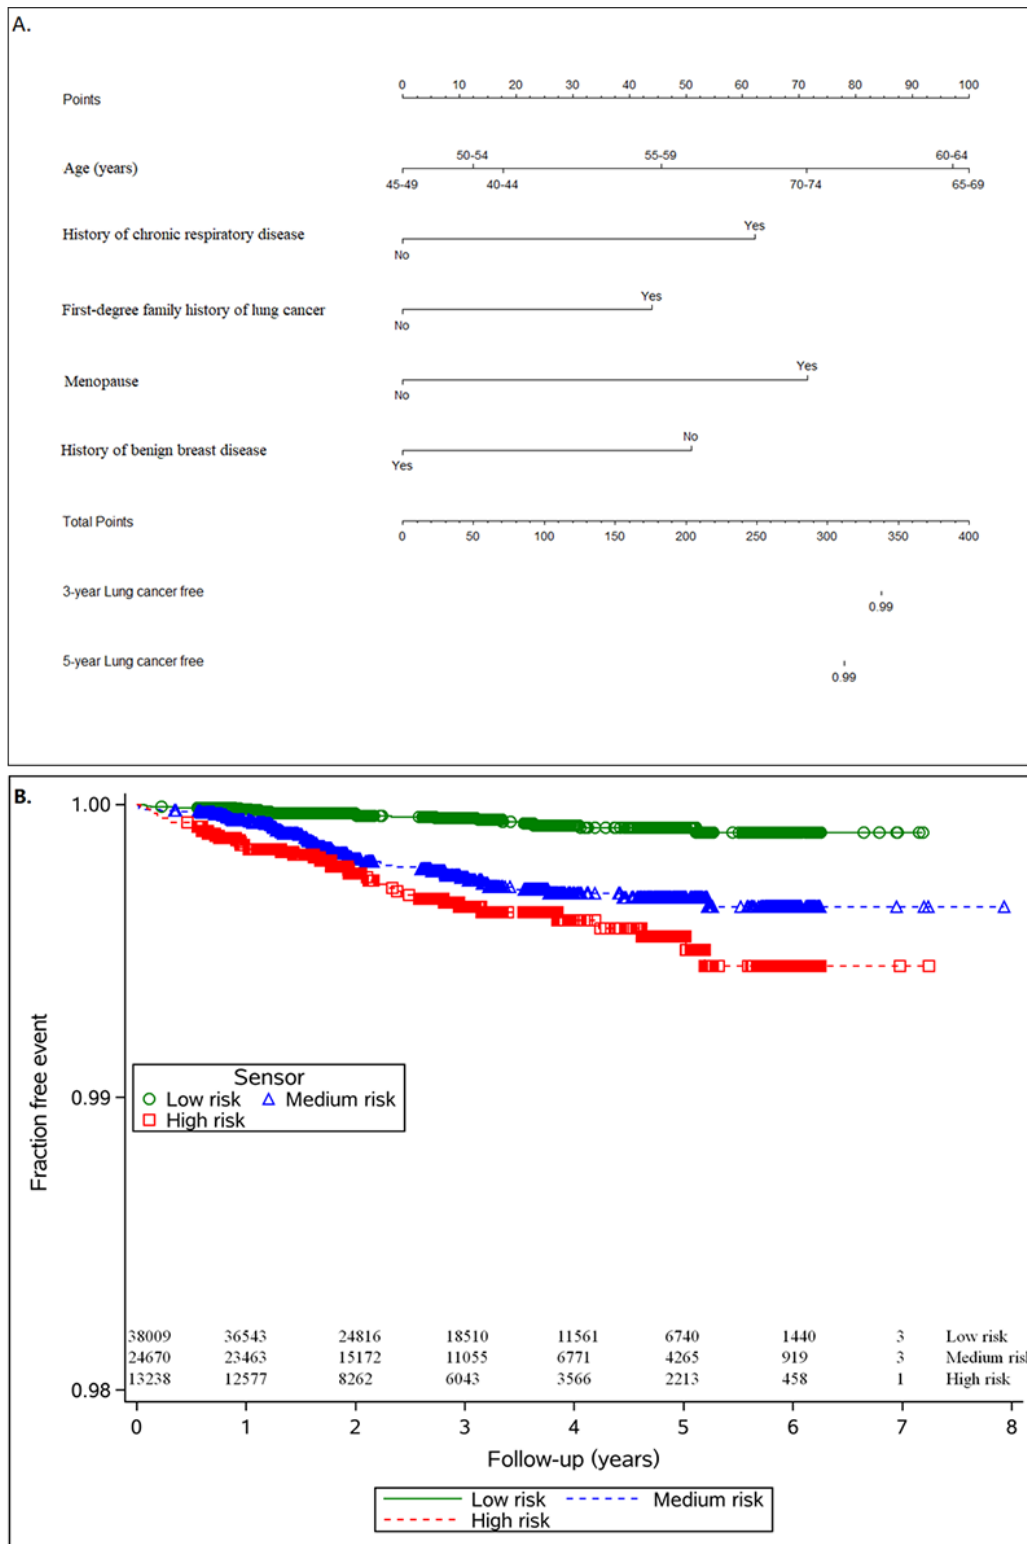 A.
Points
0 10 20 30 40 50 60 70 80 90 100
50-54 55-59 60-64
Age (years)
45-49 40-44 70-74 65-69
Yes
History of chronic respiratory disease
No
Yes
First-degree family history of lung cancer
No
Yes
Menopause
No
No
History of benign breast disease
Yes
Total Points
0 50 100 150 200 250 300 350 400
3-year Lung cancer free
0.99
5-year Lung cancer free
0.99
B.
1.00
0.99
0.98
Fraction free event
Sensor
Low risk Medium risk
High risk
38009 36543 24816 18510 11561 6740 1440 3 Low risk
24670 23463 15172 11055 6771 4265 919 3 Medium risk
13238 12577 8262 6043 3566 2213 458 1 High risk
0 1 2 3 4 5 6 7 8
Follow-up (years)
Low risk Medium risk
High risk